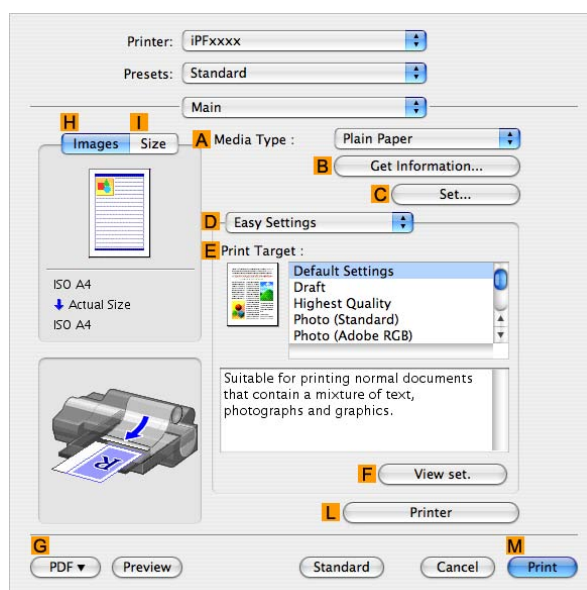 Printer: iPFxxxx
Presets: Standard
Main
H I
Images Size
A Media Type : Plain Paper
B Get Information...
C Set...
D Easy Settings
E Print Target :
Default Settings
Draft
Highest Quality
Photo (Standard)
Photo (Adobe RGB)
ISO A4
Actual Size
ISO A4
Suitable for printing normal documents
that contain a mixture of text,
photographs and graphics.
R
F View set.
L Printer
G M
PDF Preview Standard Cancel Print